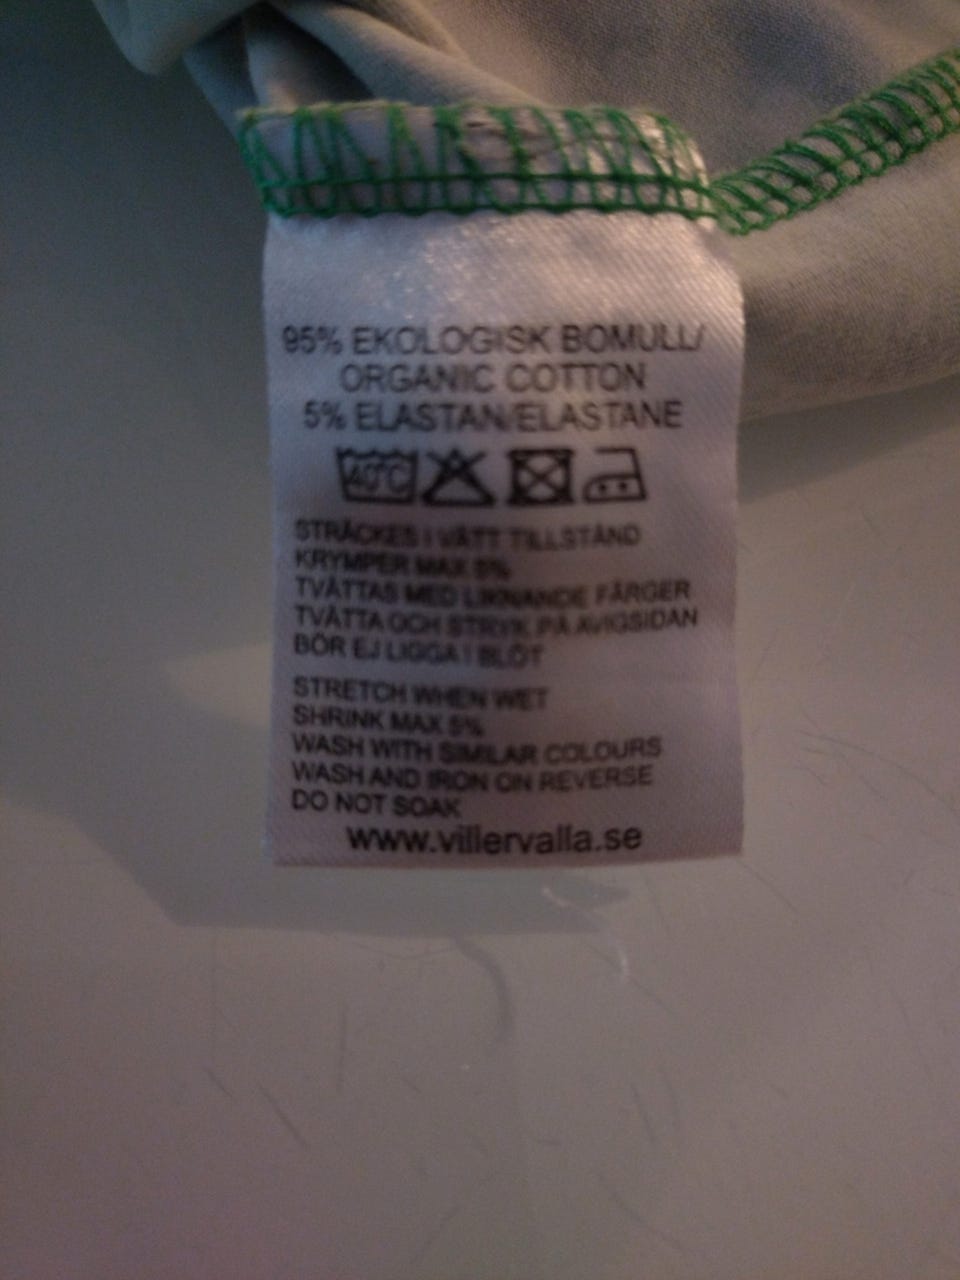 95% EKOLOGISK BOMULL/
ORGANIC COTTON
5% ELASTAN/ELASTANE
40°C
STRÄCKES I VÅTT TILLSTÅND
KRYMPER MAX 5%
TVÄTTAS MED LIKNANDE FÄRGER
TVÄTTA OCH STRYK PÅ AVIGSIDAN
BÖR EJ LIGGA I BLÖT
STRETCH WHEN WET
SHRINK MAX 5%
WASH WITH SIMILAR COLOURS
WASH AND IRON ON REVERSE
DO NOT SOAK
www.villervalla.se